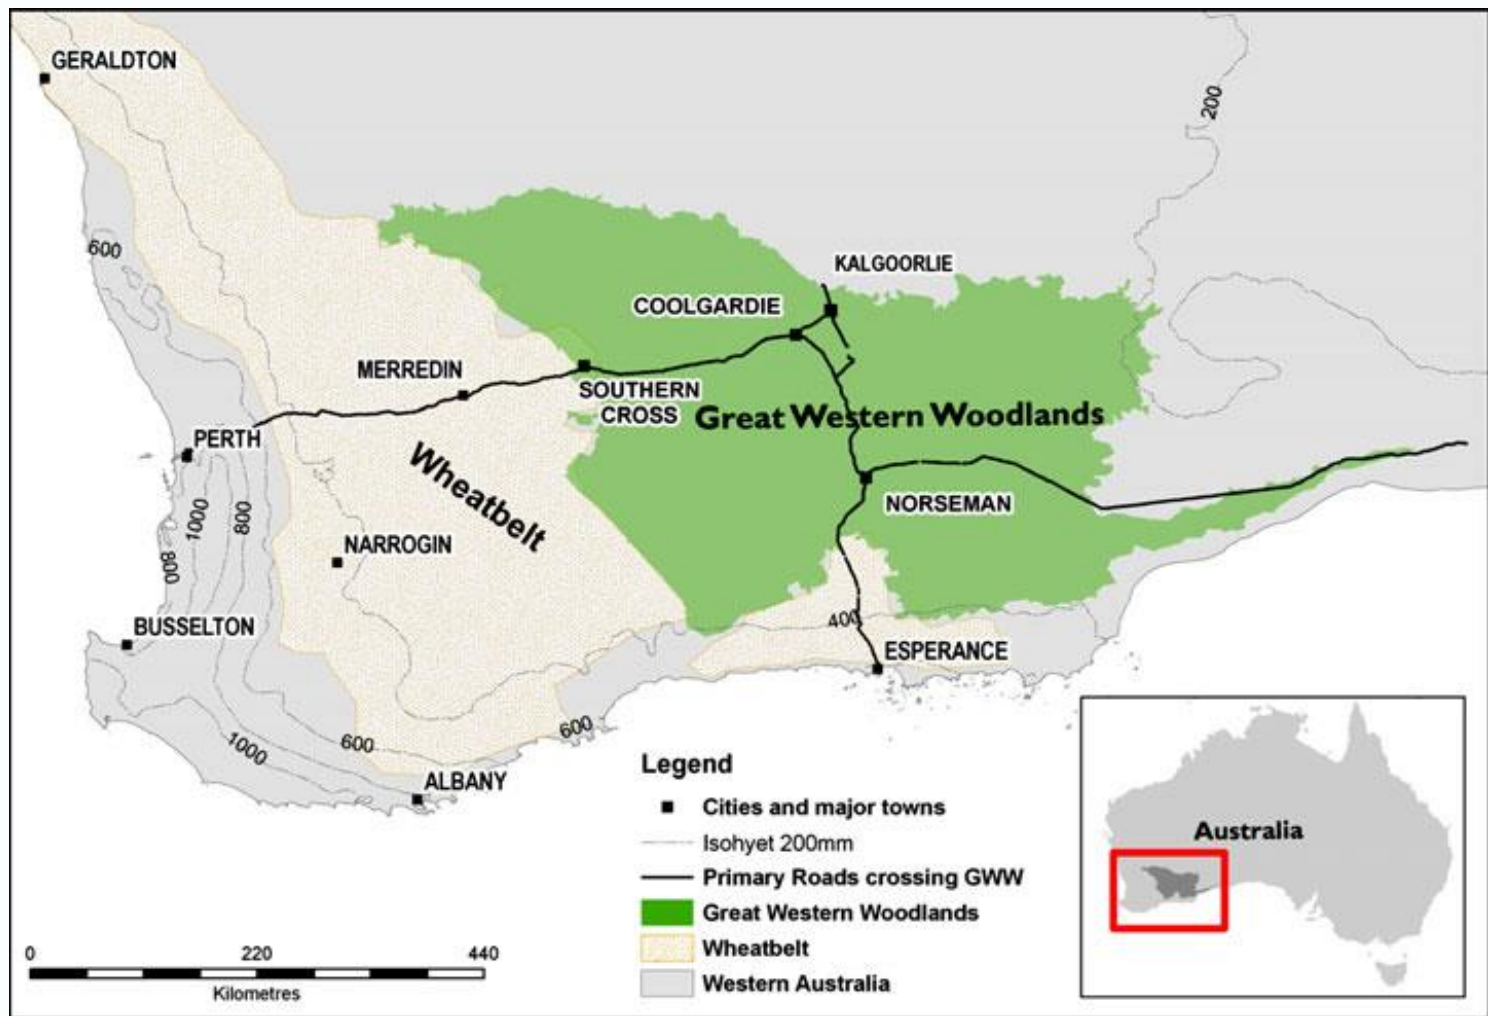 GERALDTON
200
600
KALGOORLIE
COOLGARDIE
MERREDIN
SOUTHERN
CROSS
Great Western Woodlands
PERTH
Wheatbelt
1000
800
NORSEMAN
NARROGIN
800
BUSSELTON
400
ESPERANCE
600
600
1000
ALBANY
Legend
Cities and major towns
Isohyet 200mm
Primary Roads crossing GWW
Great Western Woodlands
Wheatbelt
Western Australia
Australia
0 220 440
Kilometres